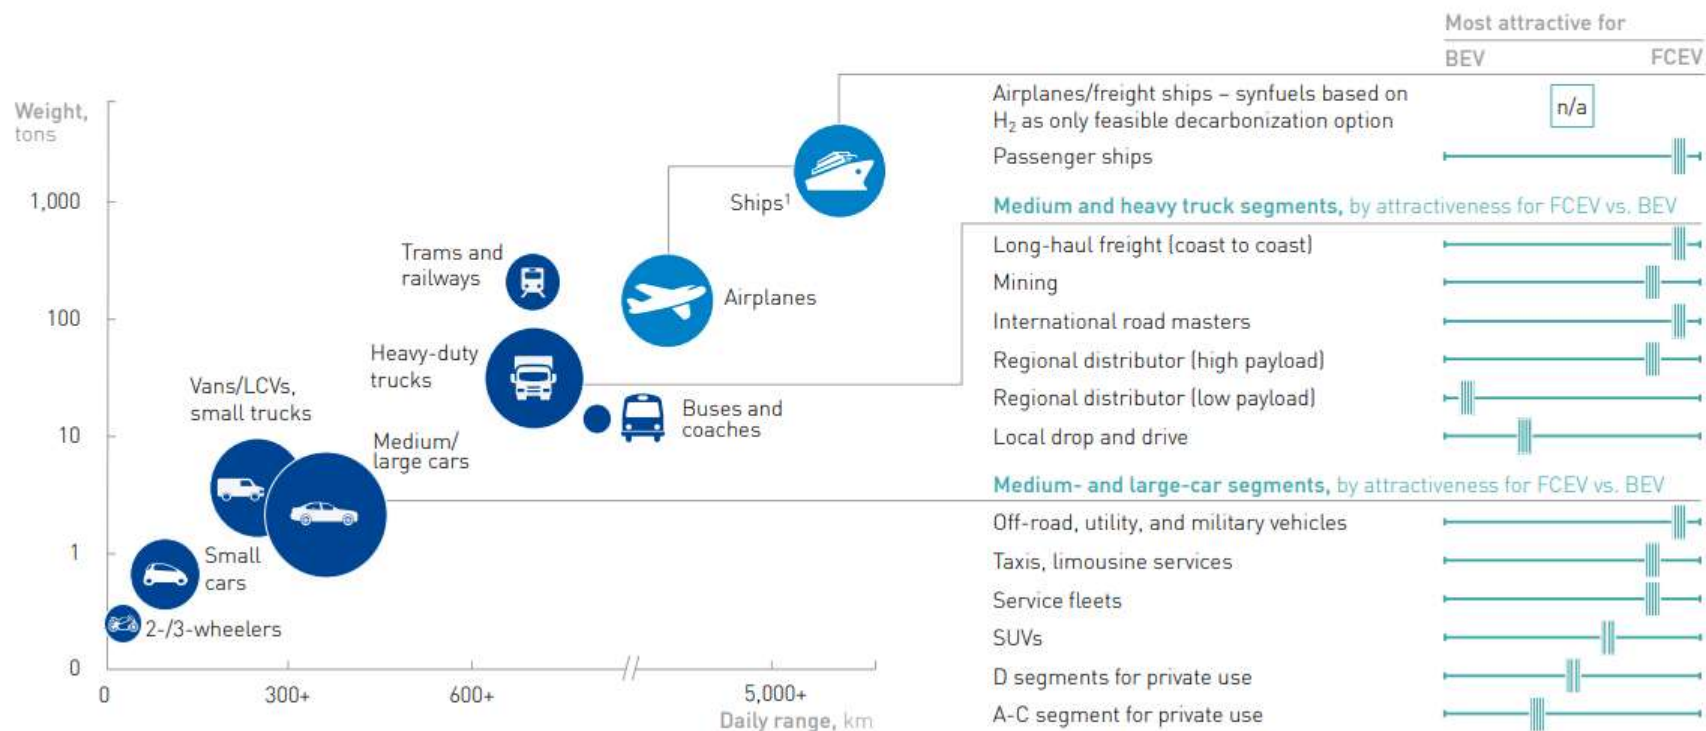 Most attractive for
BEV
FCEV
Weight,
tons
1,000
100
10
1
0
0
300+
600+
5,000+
Daily range, km
Ships¹
Airplanes
Trams and
railways
Heavy-duty
trucks
Buses and
coaches
Vans/LCVs,
small trucks
Medium/
large cars
Small
cars
2-/3-wheelers
Airplanes/freight ships – synfuels based on
H₂ as only feasible decarbonization option
n/a
Passenger ships
Medium and heavy truck segments, by attractiveness for FCEV vs. BEV
Long-haul freight (coast to coast)
Mining
International road masters
Regional distributor (high payload)
Regional distributor (low payload)
Local drop and drive
Medium- and large-car segments, by attractiveness for FCEV vs. BEV
Off-road, utility, and military vehicles
Taxis, limousine services
Service fleets
SUVs
D segments for private use
A-C segment for private use